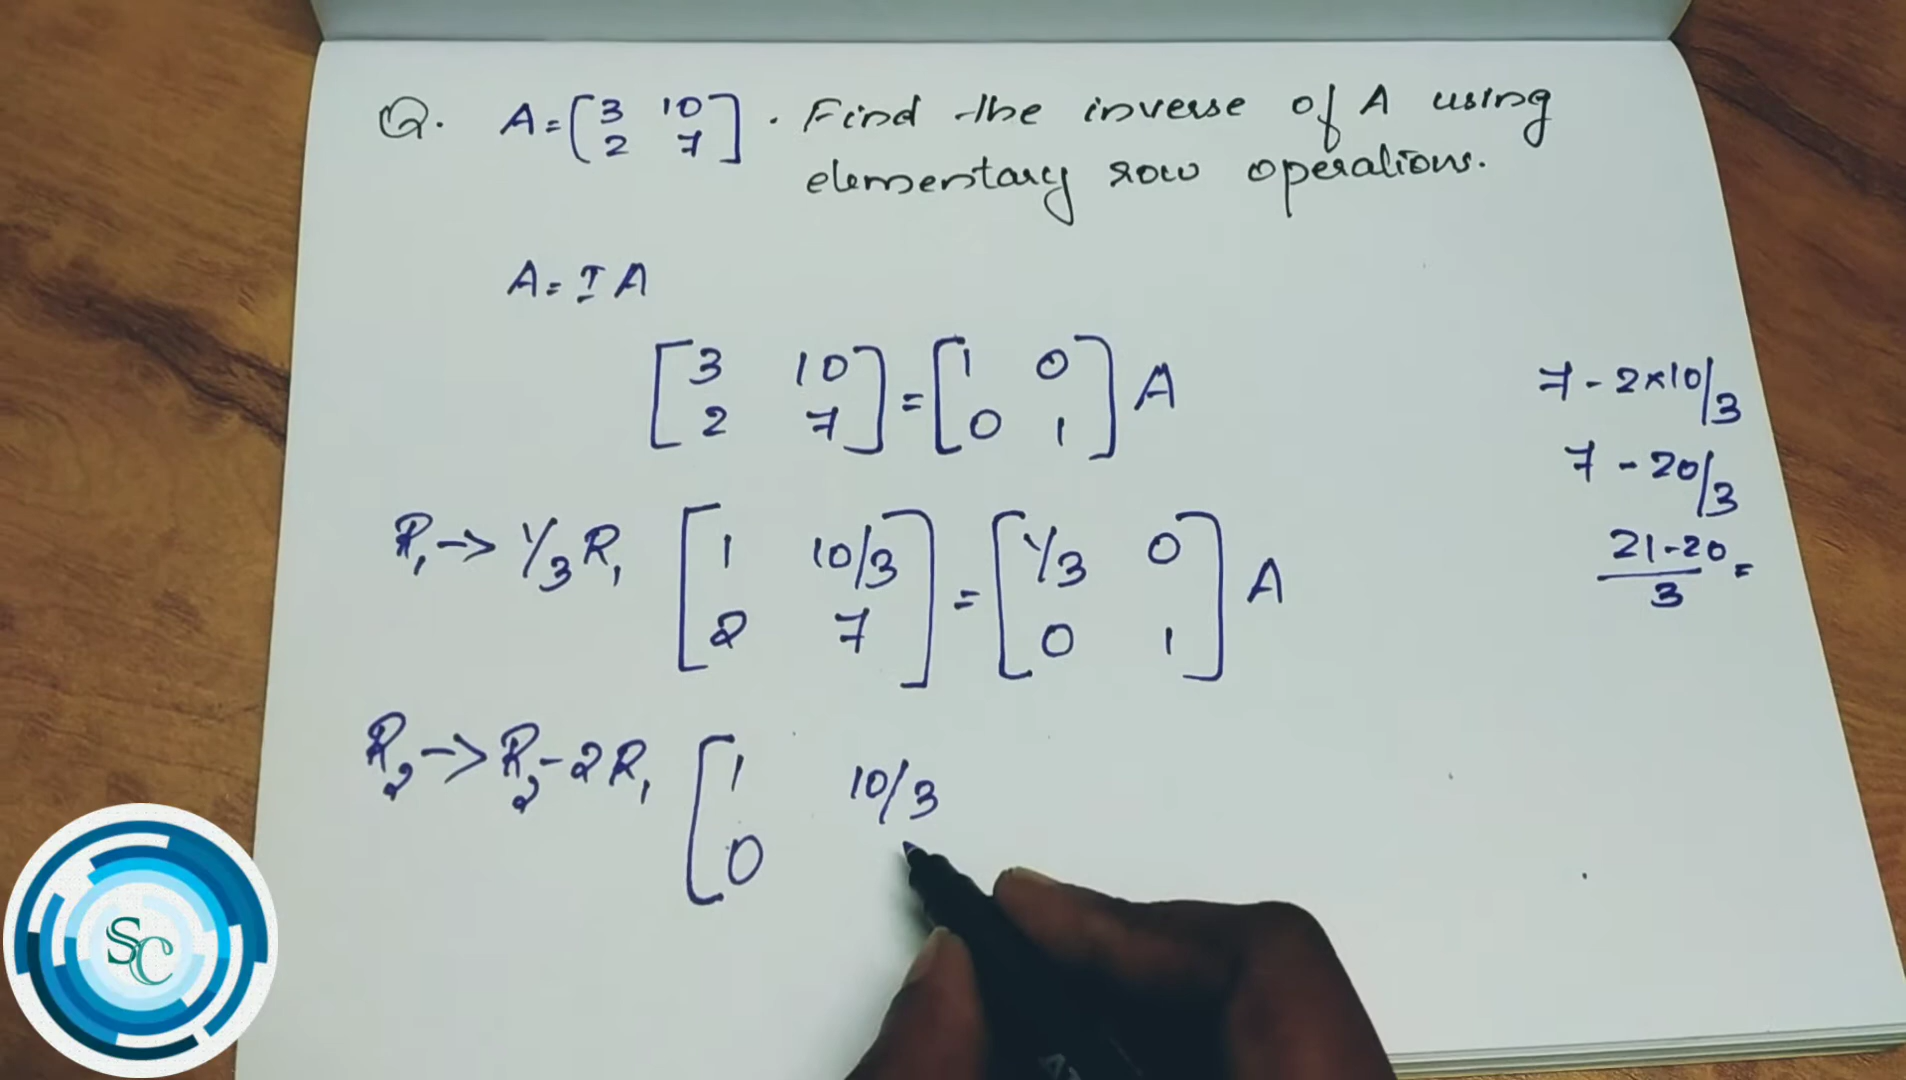 Q. A = [3 10] . Find the inverse of A using
[2 7] elementary row operations.
A = I A
[3 10] = [1 0] A
[2 7] [0 1]
7 - 2×10/3
7 - 20/3
21-20 =
3
R₁ → 1/3 R₁ [1 10/3] = [1/3 0] A
[2 7] [0 1]
R₂ → R₂ - 2R₁ [1 10/3
[0
SC